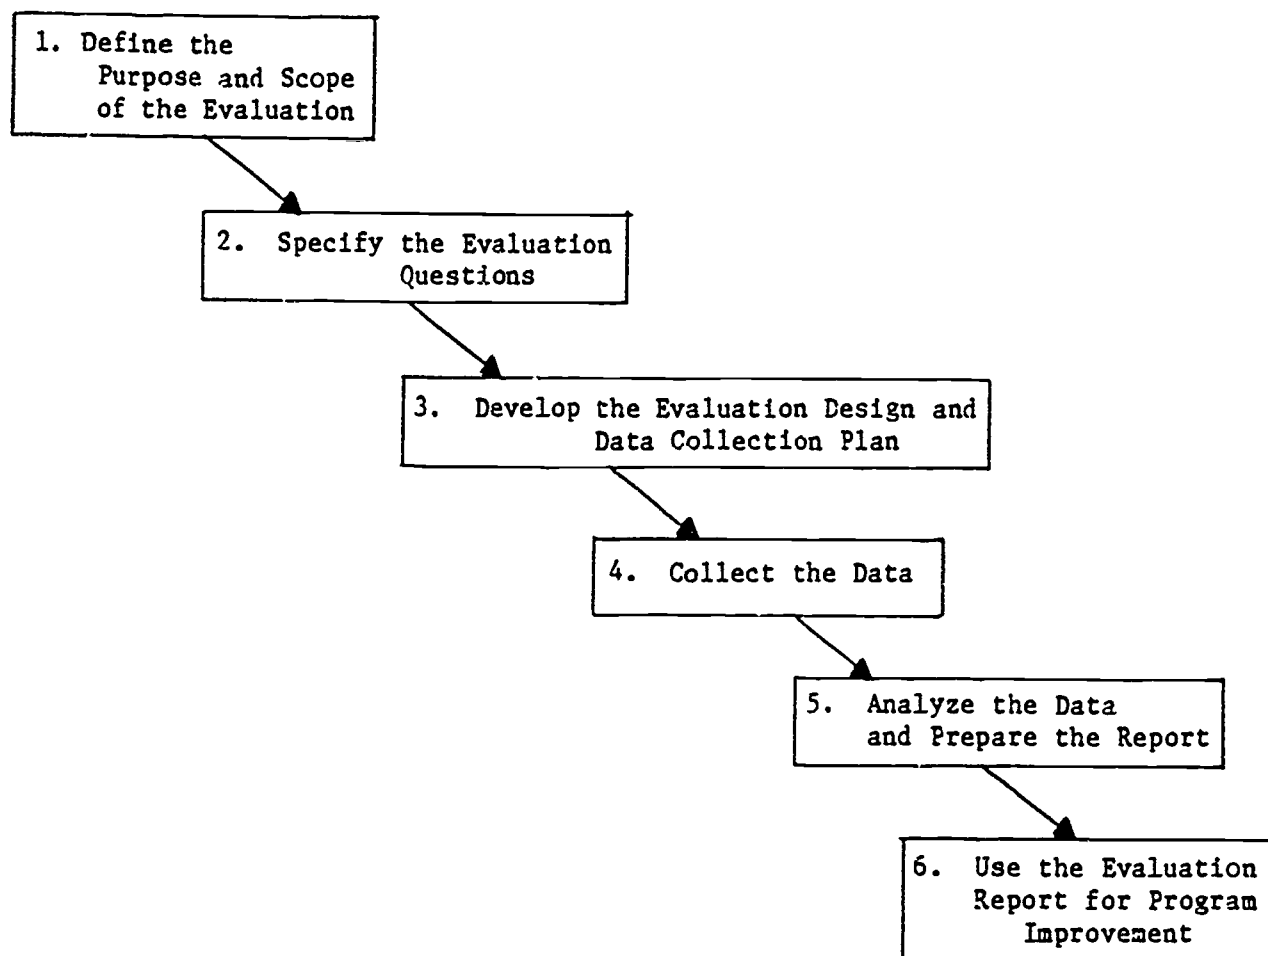 1. Define the
Purpose and Scope
of the Evaluation
2. Specify the Evaluation
Questions
3. Develop the Evaluation Design and
Data Collection Plan
4. Collect the Data
5. Analyze the Data
and Prepare the Report
6. Use the Evaluation
Report for Program
Improvement